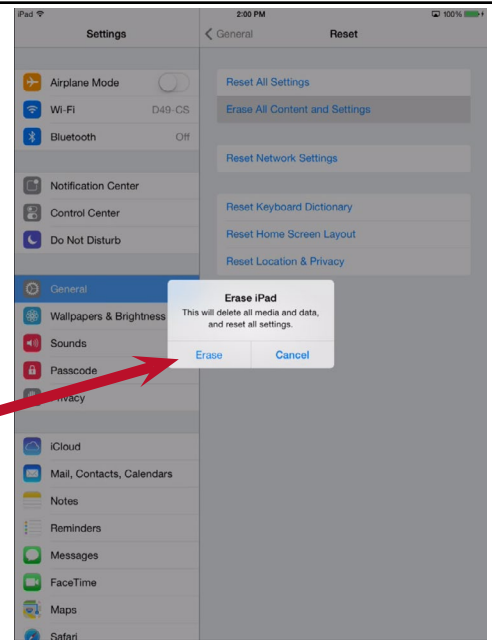 iPad 2:00 PM 100%
Settings
General Reset
Airplane Mode
Wi-Fi D49-CS
Bluetooth Off
Notification Center
Control Center
Do Not Disturb
General
Wallpapers & Brightness
Sounds
Passcode
Privacy
iCloud
Mail, Contacts, Calendars
Notes
Reminders
Messages
FaceTime
Maps
Safari
Reset All Settings
Erase All Content and Settings
Reset Network Settings
Reset Keyboard Dictionary
Reset Home Screen Layout
Reset Location & Privacy
Erase iPad
This will delete all media and data,
and reset all settings.
Erase Cancel